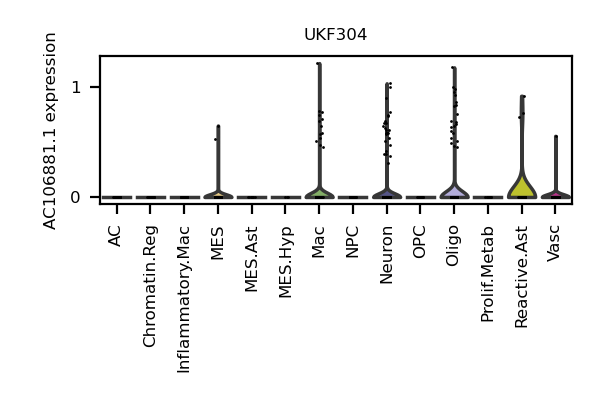 UKF304
AC106881.1 expression
1
0
AC
Chromatin.Reg
Inflammatory.Mac
MES
MES.Ast
MES.Hyp
Mac
NPC
Neuron
OPC
Oligo
Prolif.Metab
Reactive.Ast
Vasc